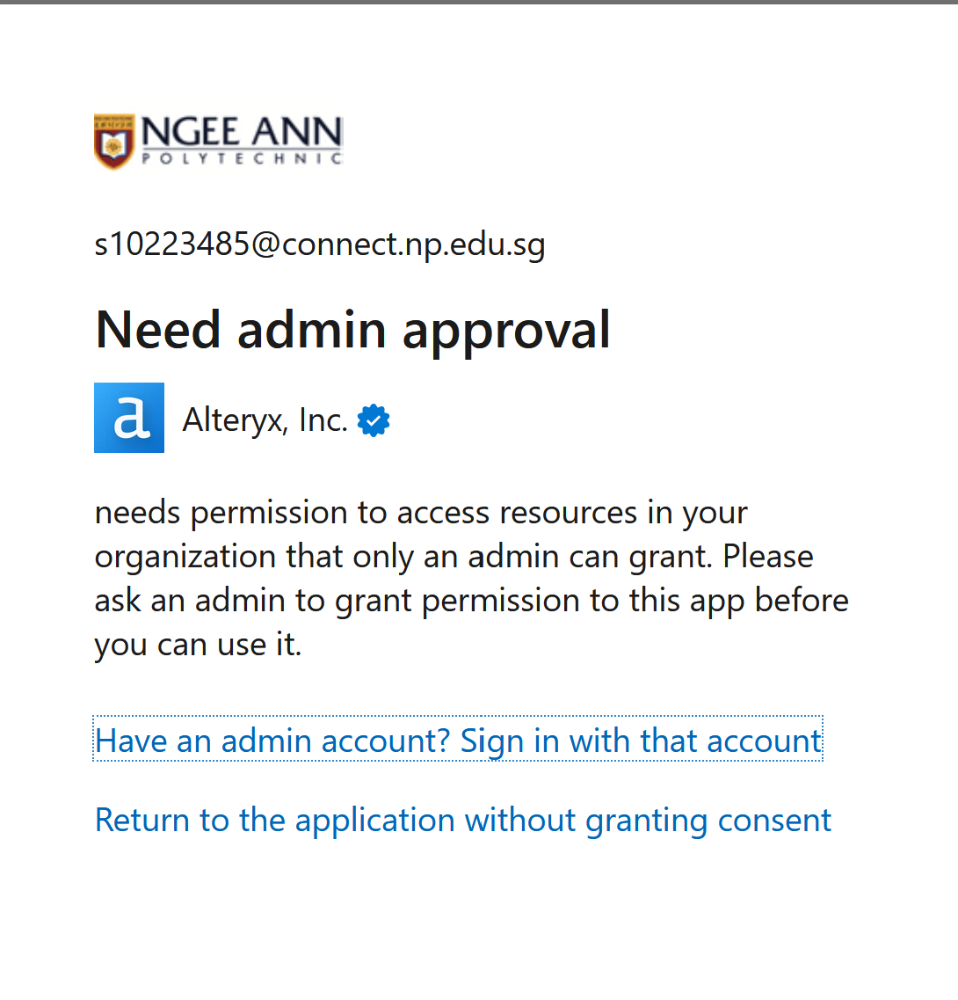 NGEE ANN
POLYTECHNIC
s10223485@connect.np.edu.sg
Need admin approval
a
Alteryx, Inc.
needs permission to access resources in your
organization that only an admin can grant. Please
ask an admin to grant permission to this app before
you can use it.
Have an admin account? Sign in with that account
Return to the application without granting consent